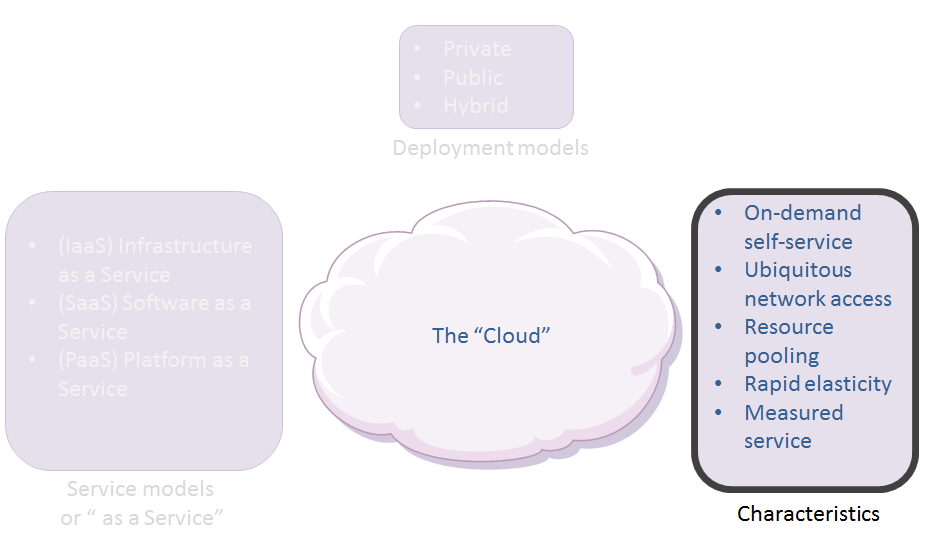 • Private
• Public
• Hybrid
Deployment models
• (IaaS) Infrastructure
as a Service
• (SaaS) Software as a
Service
• (PaaS) Platform as a
Service
Service models
or “ as a Service”
The “Cloud”
• On-demand
self-service
• Ubiquitous
network access
• Resource
pooling
• Rapid elasticity
• Measured
service
Characteristics